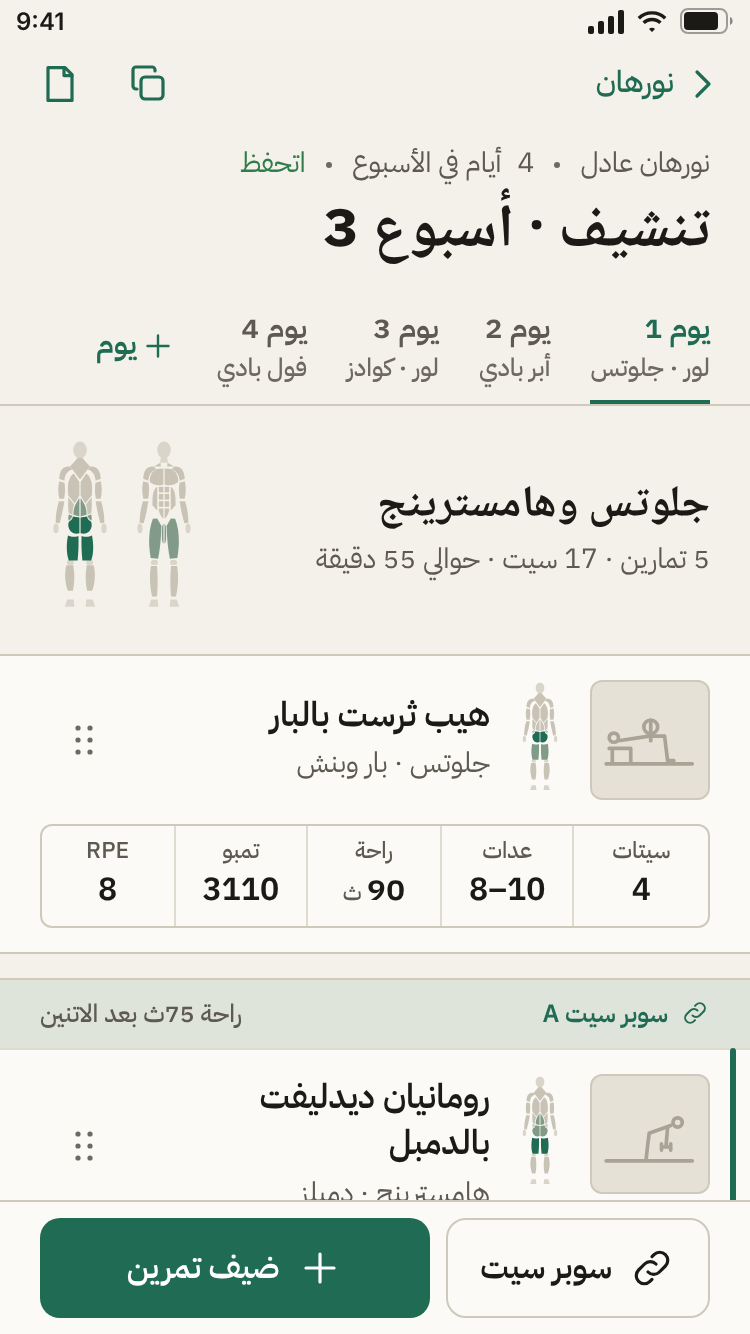 9:41
نورهان
نورهان عادل • 4 أيام في الأسبوع • اتحفظ
تنشيف · أسبوع 3
يوم 1
لور · جلوتس
يوم 2
أبر بادي
يوم 3
لور · كوادز
يوم 4
فول بادي
+ يوم
جلوتس وهامسترينج
5 تمارين · 17 سيت · حوالي 55 دقيقة
هيب ثرست بالبار
جلوتس · بار وبنش
سيتات
4
عدات
8–10
راحة
90 ث
تمبو
3110
RPE
8
سوبر سيت A
راحة 75ث بعد الاتنين
رومانيان ديدليفت
بالدمبل
هامسترينج · دمبلز
سوبر سيت
+ ضيف تمرين